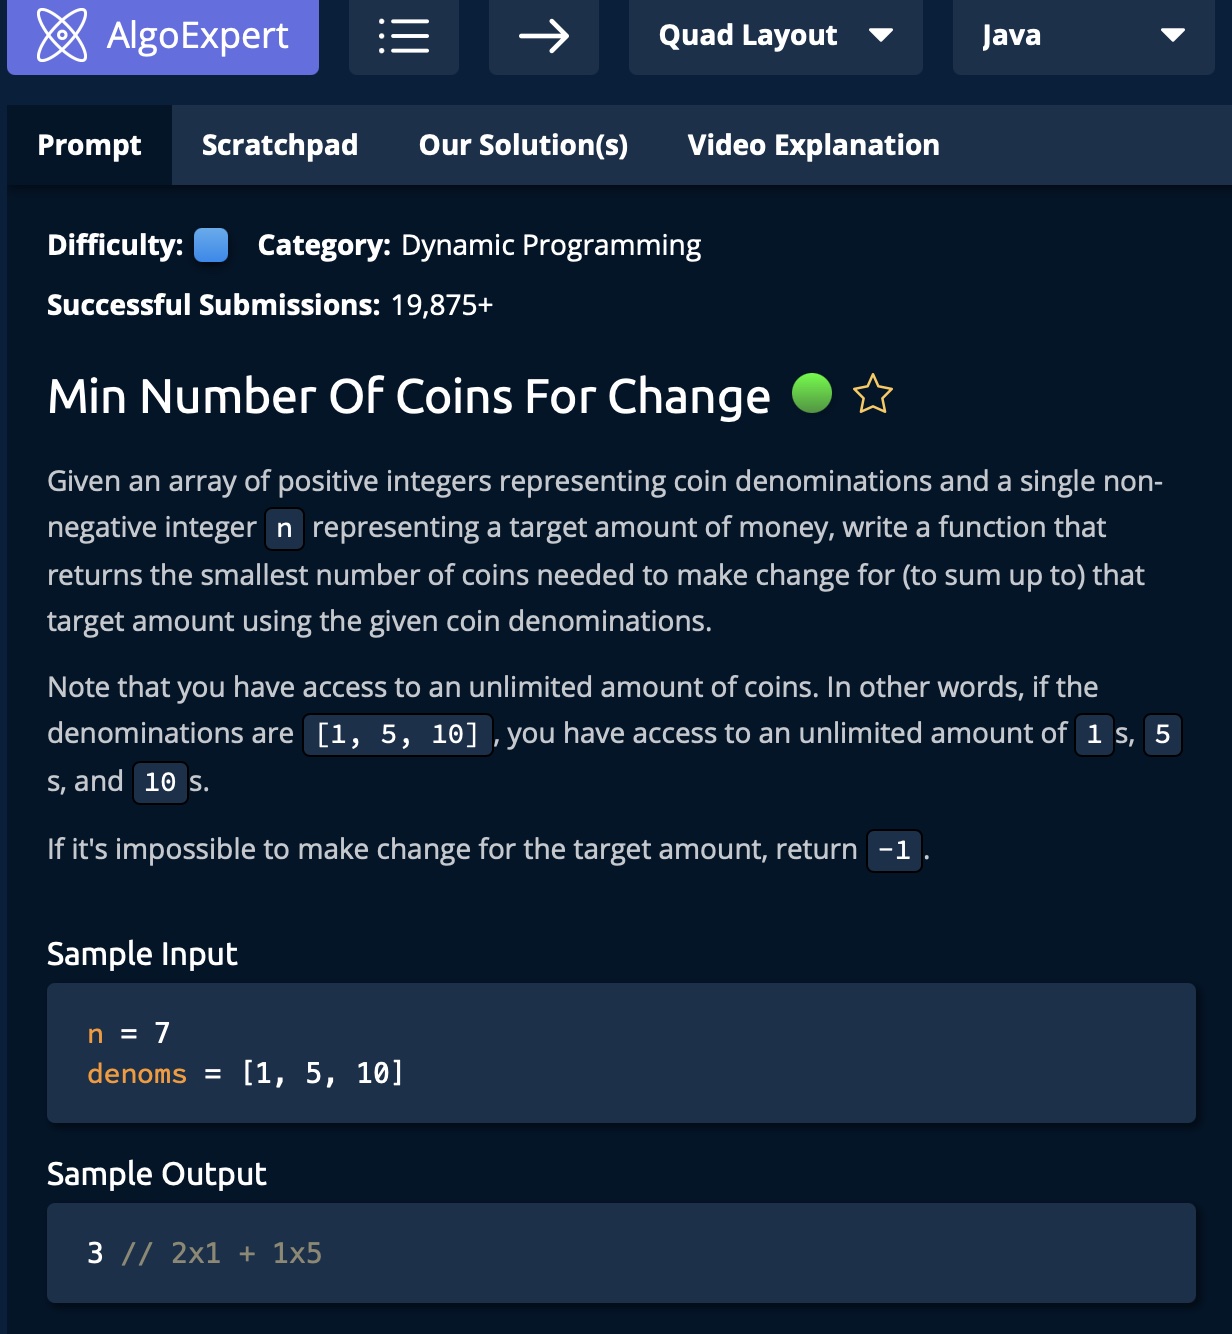 AlgoExpert
Quad Layout
Java
Prompt
Scratchpad
Our Solution(s)
Video Explanation
Difficulty:
Category: Dynamic Programming
Successful Submissions: 19,875+
Min Number Of Coins For Change
Given an array of positive integers representing coin denominations and a single non-
negative integer n representing a target amount of money, write a function that
returns the smallest number of coins needed to make change for (to sum up to) that
target amount using the given coin denominations.
Note that you have access to an unlimited amount of coins. In other words, if the
denominations are [1, 5, 10], you have access to an unlimited amount of 1s, 5
s, and 10s.
If it's impossible to make change for the target amount, return -1.
Sample Input
n = 7
denoms = [1, 5, 10]
Sample Output
3 // 2x1 + 1x5